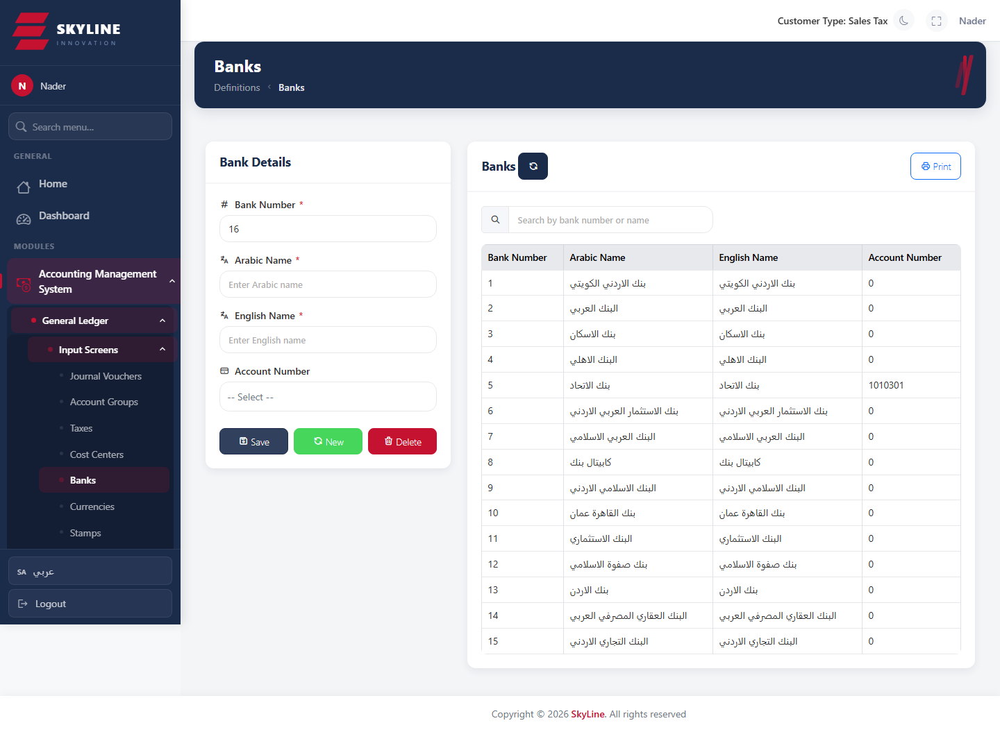 SKYLINE
INNOVATION
N Nader
Search menu...
GENERAL
Home
Dashboard
MODULES
Accounting Management
System
General Ledger
Input Screens
Journal Vouchers
Account Groups
Taxes
Cost Centers
Banks
Currencies
Stamps
SA عربي
Logout
Customer Type: Sales Tax Nader
Banks
Definitions Banks
Bank Details
# Bank Number *
16
Arabic Name *
Enter Arabic name
English Name *
Enter English name
Account Number
-- Select --
Save New Delete
Banks Print
Search by bank number or name
Bank Number Arabic Name English Name Account Number
1 بنك الاردني الكويتي بنك الاردني الكويتي 0
2 البنك العربي البنك العربي 0
3 بنك الاسكان بنك الاسكان 0
4 البنك الاهلي البنك الاهلي 0
5 بنك الاتحاد بنك الاتحاد 1010301
6 بنك الاستثمار العربي الاردني بنك الاستثمار العربي الاردني 0
7 البنك العربي الاسلامي البنك العربي الاسلامي 0
8 كابيتال بنك كابيتال بنك 0
9 البنك الاسلامي الاردني البنك الاسلامي الاردني 0
10 بنك القاهرة عمان بنك القاهرة عمان 0
11 البنك الاستثماري البنك الاستثماري 0
12 بنك صفوة الاسلامي بنك صفوة الاسلامي 0
13 بنك الاردن بنك الاردن 0
14 البنك العقاري المصرفي العربي البنك العقاري المصرفي العربي 0
15 البنك التجاري الاردني البنك التجاري الاردني 0
Copyright © 2026 SkyLine. All rights reserved